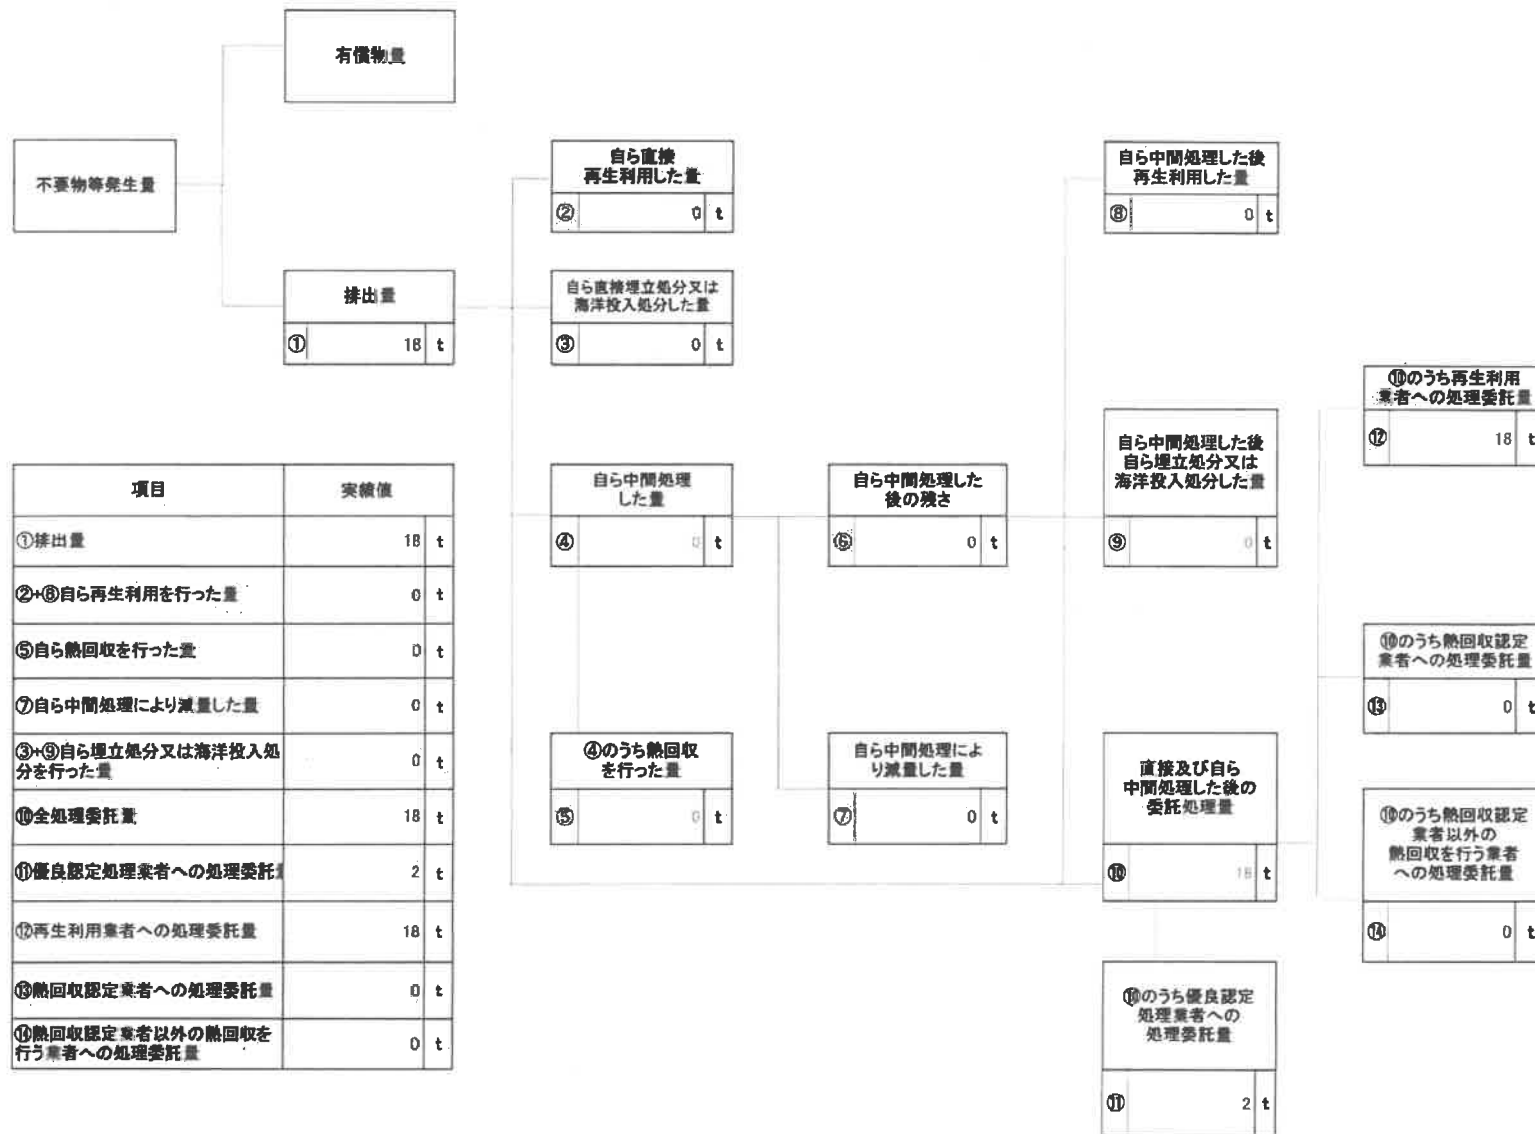 有償物量
不要物等発生量
排出量
① 18 t
自ら直接
再生利用した量
② 0 t
自ら直接埋立処分又は
海洋投入処分した量
③ 0 t
自ら中間処理した後
再生利用した量
⑧ 0 t
自ら中間処理
した量
④ 0 t
自ら中間処理した
後の残さ
⑥ 0 t
自ら中間処理した後
自ら埋立処分又は
海洋投入処分した量
⑨ 0 t
⑩のうち再生利用
業者への処理委託量
⑫ 18 t
④のうち熱回収
を行った量
⑤ 0 t
自ら中間処理によ
り減量した量
⑦ 0 t
直接及び自ら
中間処理した後の
委託処理量
⑩ 18 t
⑩のうち熱回収認定
業者への処理委託量
⑬ 0 t
⑩のうち熱回収認定
業者以外の
熱回収を行う業者
への処理委託量
⑭ 0 t
⑩のうち優良認定
処理業者への
処理委託量
⑪ 2 t
項目 実績値
①排出量 18 t
②+⑧自ら再生利用を行った量 0 t
⑤自ら熱回収を行った量 0 t
⑦自ら中間処理により減量した量 0 t
③+⑨自ら埋立処分又は海洋投入処
分を行った量 0 t
⑩全処理委託量 18 t
⑪優良認定処理業者への処理委託量 2 t
⑫再生利用業者への処理委託量 18 t
⑬熱回収認定業者への処理委託量 0 t
⑭熱回収認定業者以外の熱回収を
行う業者への処理委託量 0 t